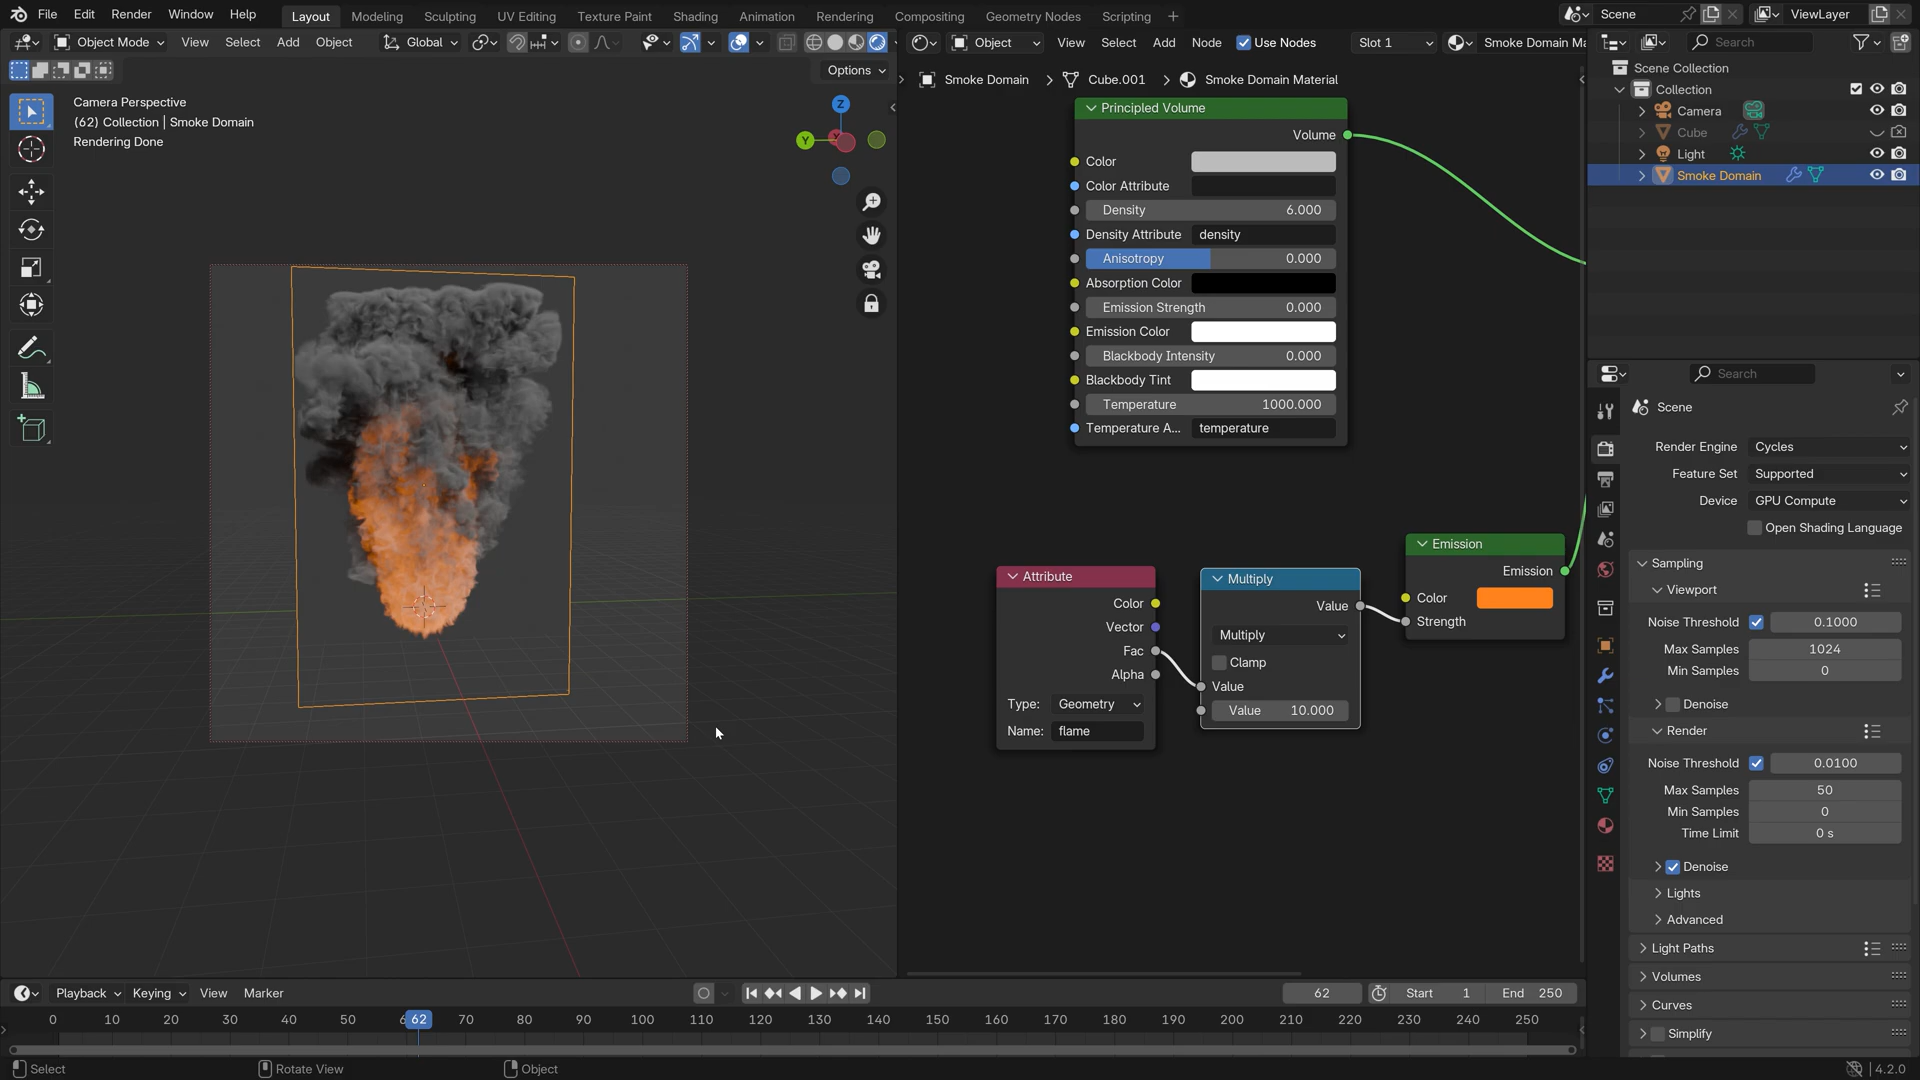 File Edit Render Window Help
Layout Modeling Sculpting UV Editing Texture Paint Shading Animation Rendering Compositing Geometry Nodes Scripting +
Scene
ViewLayer
Object Mode View Select Add Object Global
Options
Camera Perspective
(62) Collection | Smoke Domain
Rendering Done
Z
Y
Object View Select Add Node Use Nodes Slot 1 Smoke Domain Ma
Smoke Domain > Cube.001 > Smoke Domain Material
Principled Volume
Volume
Color
Color Attribute
Density 6.000
Density Attribute density
Anisotropy 0.000
Absorption Color
Emission Strength 0.000
Emission Color
Blackbody Intensity 0.000
Blackbody Tint
Temperature 1000.000
Temperature A... temperature
Attribute
Color
Vector
Fac
Alpha
Type: Geometry
Name: flame
Multiply
Value
Multiply
Clamp
Value
Value 10.000
Emission
Emission
Color
Strength
Search
Scene Collection
Collection
Camera
Cube
Light
Smoke Domain
Search
Scene
Render Engine Cycles
Feature Set Supported
Device GPU Compute
Open Shading Language
Sampling
Viewport
Noise Threshold 0.1000
Max Samples 1024
Min Samples 0
Denoise
Render
Noise Threshold 0.0100
Max Samples 50
Min Samples 0
Time Limit 0 s
Denoise
Lights
Advanced
Light Paths
Volumes
Curves
Simplify
Playback Keying View Marker
62 Start 1 End 250
0 10 20 30 40 50 6 62 70 80 90 100 110 120 130 140 150 160 170 180 190 200 210 220 230 240 250
Select Rotate View Object
4.2.0